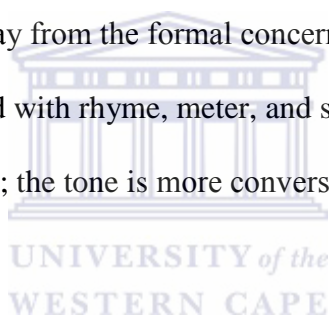 ay from the formal concern
d with rhyme, meter, and s
; the tone is more convers
UNIVERSITY of the
WESTERN CAPE